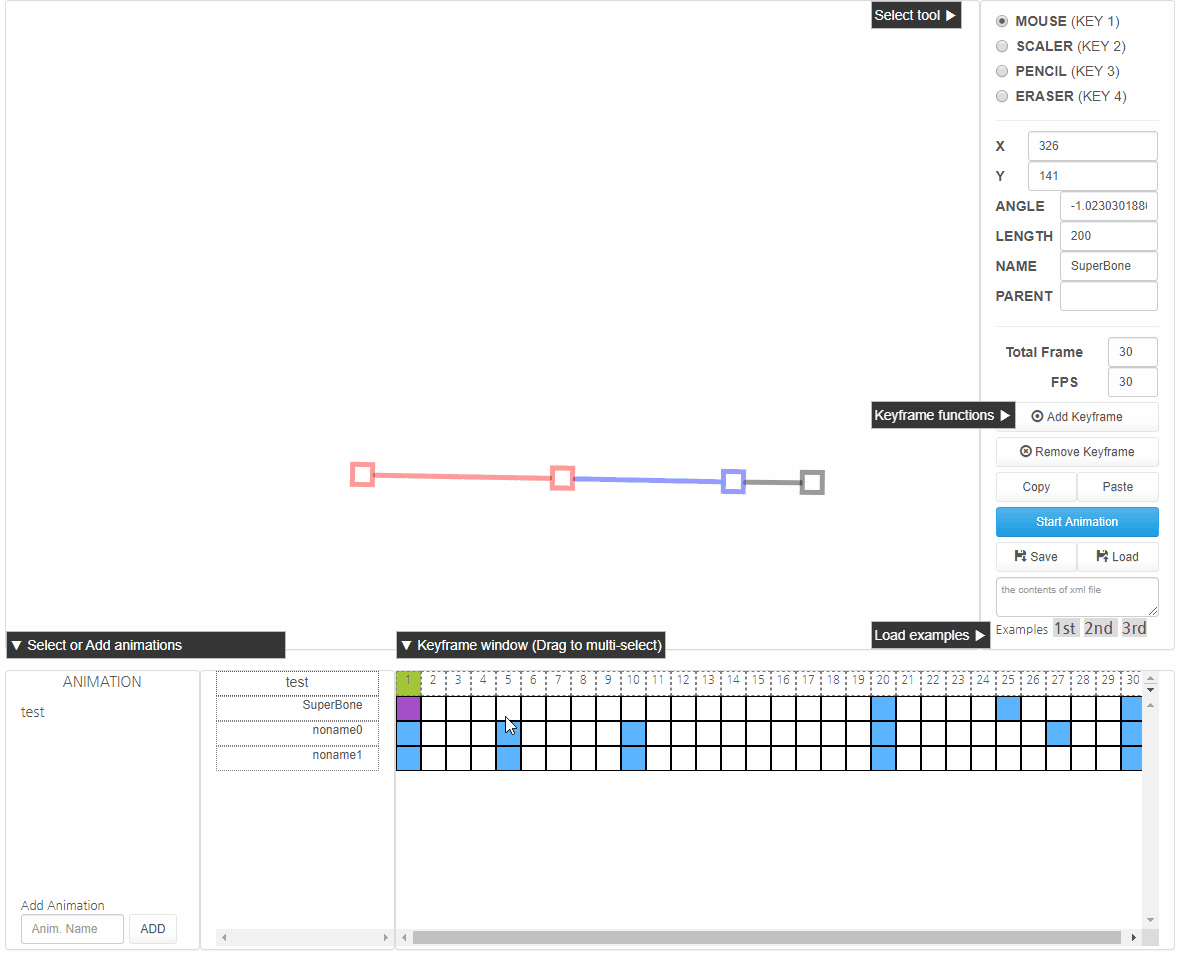 Select tool ▶
MOUSE (KEY 1)
SCALER (KEY 2)
PENCIL (KEY 3)
ERASER (KEY 4)
X 326
Y 141
ANGLE -1.0230301880
LENGTH 200
NAME SuperBone
PARENT
Total Frame 30
FPS 30
Keyframe functions ▶ Add Keyframe
Remove Keyframe
Copy Paste
Start Animation
Save Load
the contents of xml file
Load examples ▶ Examples 1st 2nd 3rd
▼ Select or Add animations ▼ Keyframe window (Drag to multi-select)
ANIMATION test 1 2 3 4 5 6 7 8 9 10 11 12 13 14 15 16 17 18 19 20 21 22 23 24 25 26 27 28 29 30
test SuperBone
noname0
noname1
Add Animation
Anim. Name ADD